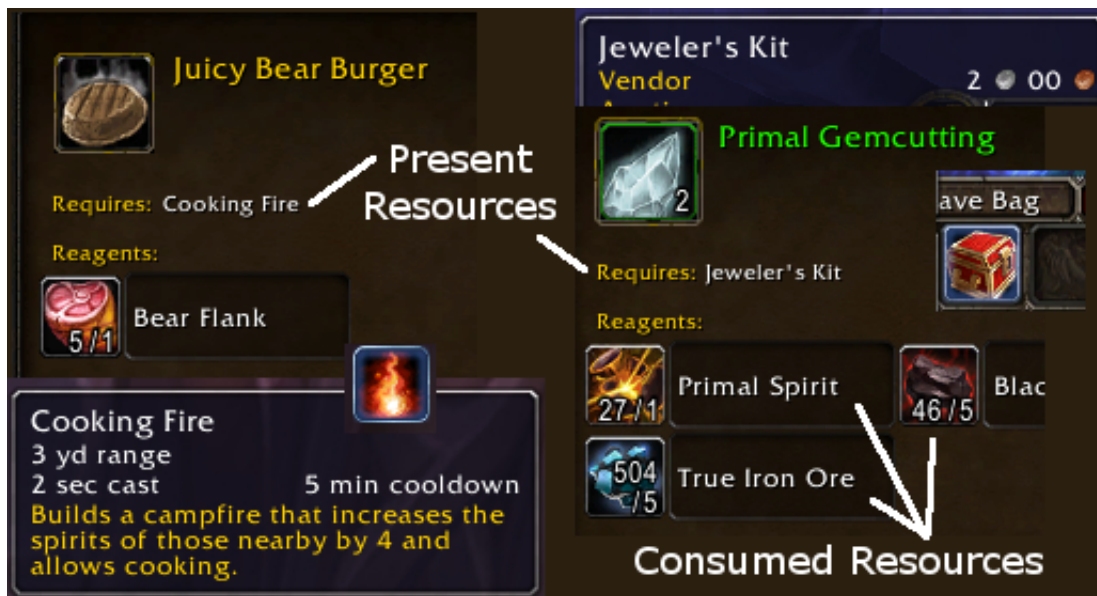 Juicy Bear Burger
Requires: Cooking Fire
Reagents:
5/1
Bear Flank
Cooking Fire
3 yd range
2 sec cast 5 min cooldown
Builds a campfire that increases the
spirits of those nearby by 4 and
allows cooking.
Present
Resources
Jeweler's Kit
Vendor 2 00
Primal Gemcutting
2
ave Bag
Requires: Jeweler's Kit
Reagents:
27/1
Primal Spirit
46/5
Blac
504
/5
True Iron Ore
Consumed Resources